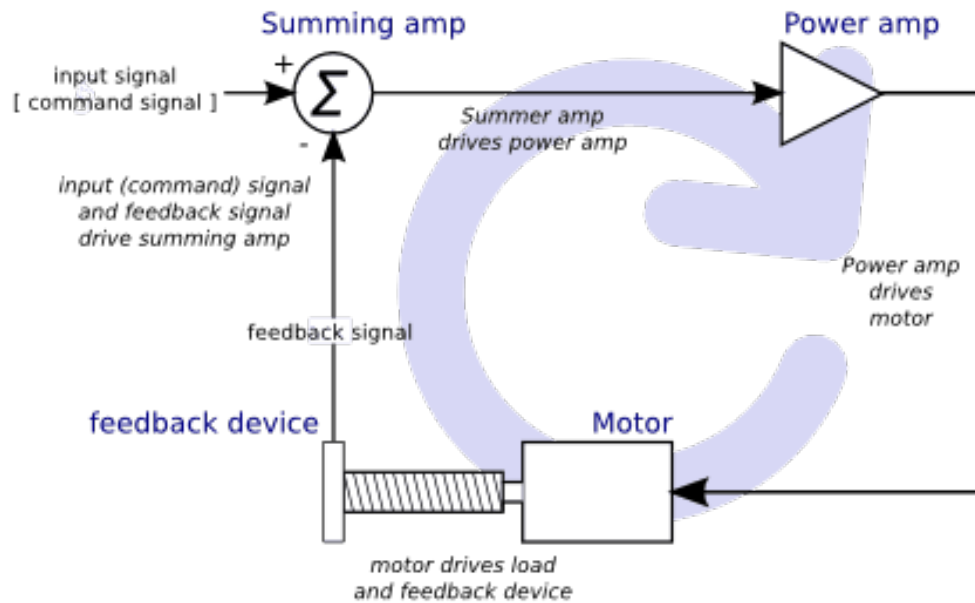 Summing amp
Power amp
input signal
[ command signal ]
+
Σ
-
Summer amp
drives power amp
input (command) signal
and feedback signal
drive summing amp
Power amp
drives
motor
feedback signal
feedback device
Motor
motor drives load
and feedback device